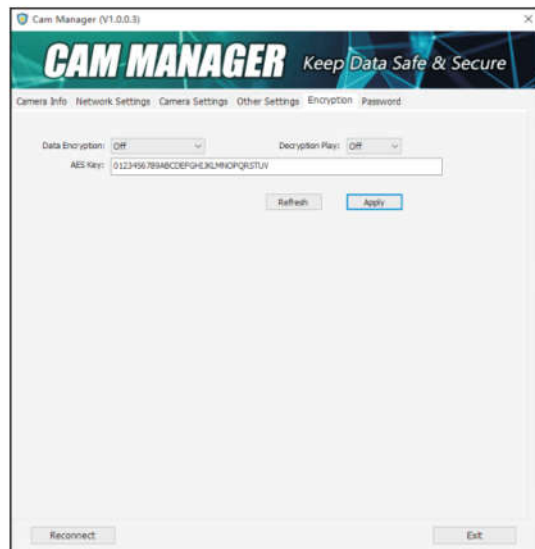 Cam Manager (V1.0.0.3)
CAM MANAGER Keep Data Safe & Secure
Camera Info Network Settings Camera Settings Other Settings Encryption Password
Data Encryption: Off Decryption Play: Off
AES Key: 0123456789ABCDEFGHIJKLMNOPQRSTUV
Refresh Apply
Reconnect Exit